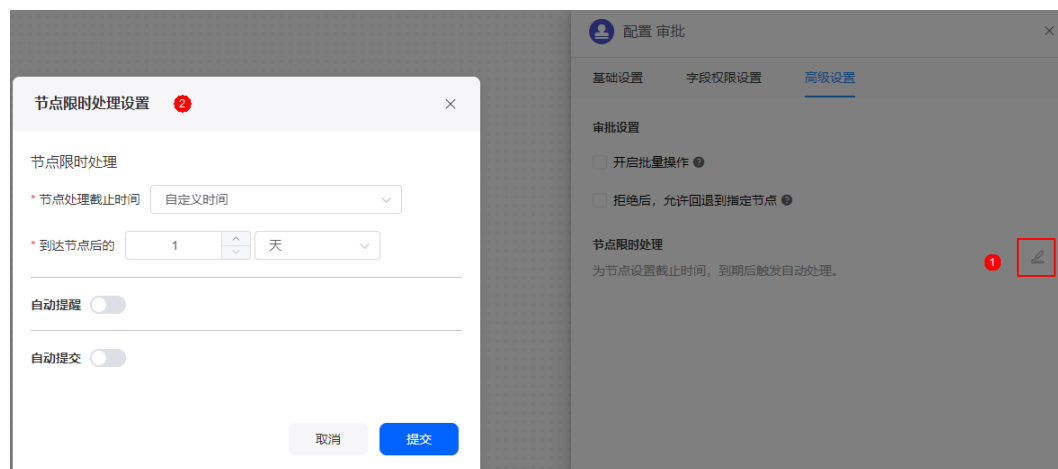 配置 审批
基础设置 字段权限设置 高级设置
审批设置
开启批量操作
拒绝后，允许回退到指定节点
节点限时处理
为节点设置截止时间，到期后触发自动处理。
1
节点限时处理设置 2
节点限时处理
* 节点处理截止时间 自定义时间
* 到达节点后的 1 天
自动提醒
自动提交
取消 提交